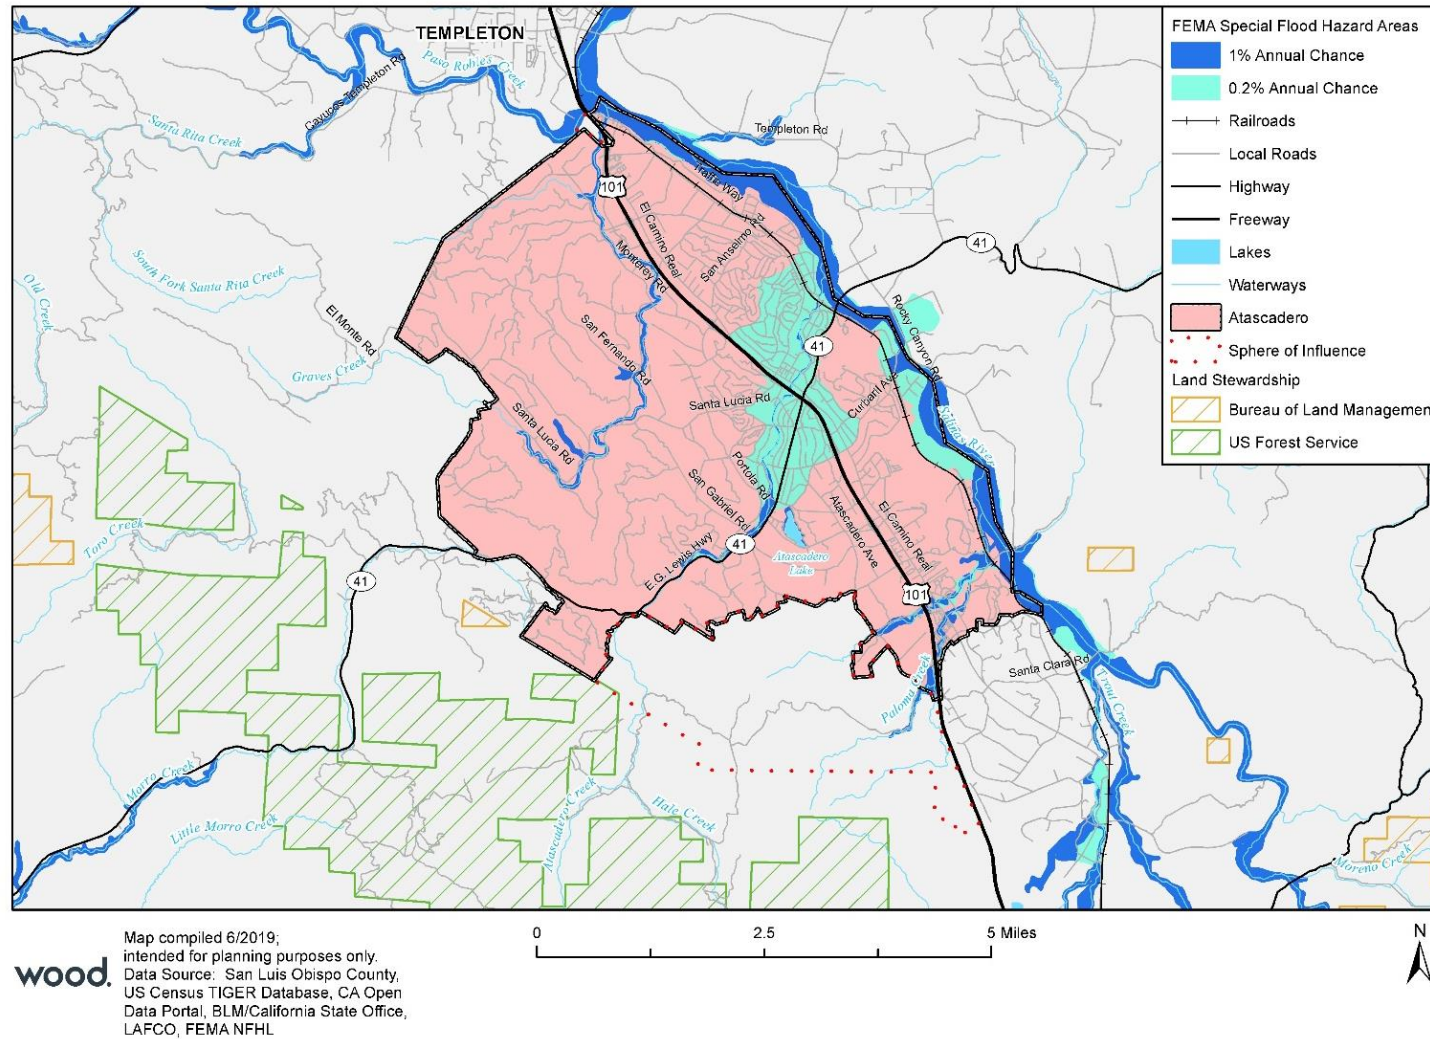 TEMPLETON
Paso Robles Creek
Cayucos Templeton Rd
Santa Rita Creek
Templeton Rd
Traffic Way
101
El Camino Real
San Anselmo Rd
Monterey Rd
41
South Fork Santa Rita Creek
Old Creek
El Monte Rd
Graves Creek
San Fernando Rd
Rocky Canyon Rd
41
Curbaril Ave
Santa Lucia Rd
Santa Lucia Rd
Salinas River
Portola Rd
San Gabriel Rd
Atascadero Ave
El Camino Real
41
E.G. Lewis Hwy
Atascadero
Lake
Toro Creek
41
101
Santa Clara Rd
Paloma Creek
Trout Creek
Morro Creek
Little Morro Creek
Atascadero Creek
Hale Creek
Moreno Creek
FEMA Special Flood Hazard Areas
1% Annual Chance
0.2% Annual Chance
Railroads
Local Roads
Highway
Freeway
Lakes
Waterways
Atascadero
Sphere of Influence
Land Stewardship
Bureau of Land Managemen
US Forest Service
wood.
Map compiled 6/2019;
intended for planning purposes only.
Data Source: San Luis Obispo County,
US Census TIGER Database, CA Open
Data Portal, BLM/California State Office,
LAFCO, FEMA NFHL
0 2.5 5 Miles
N